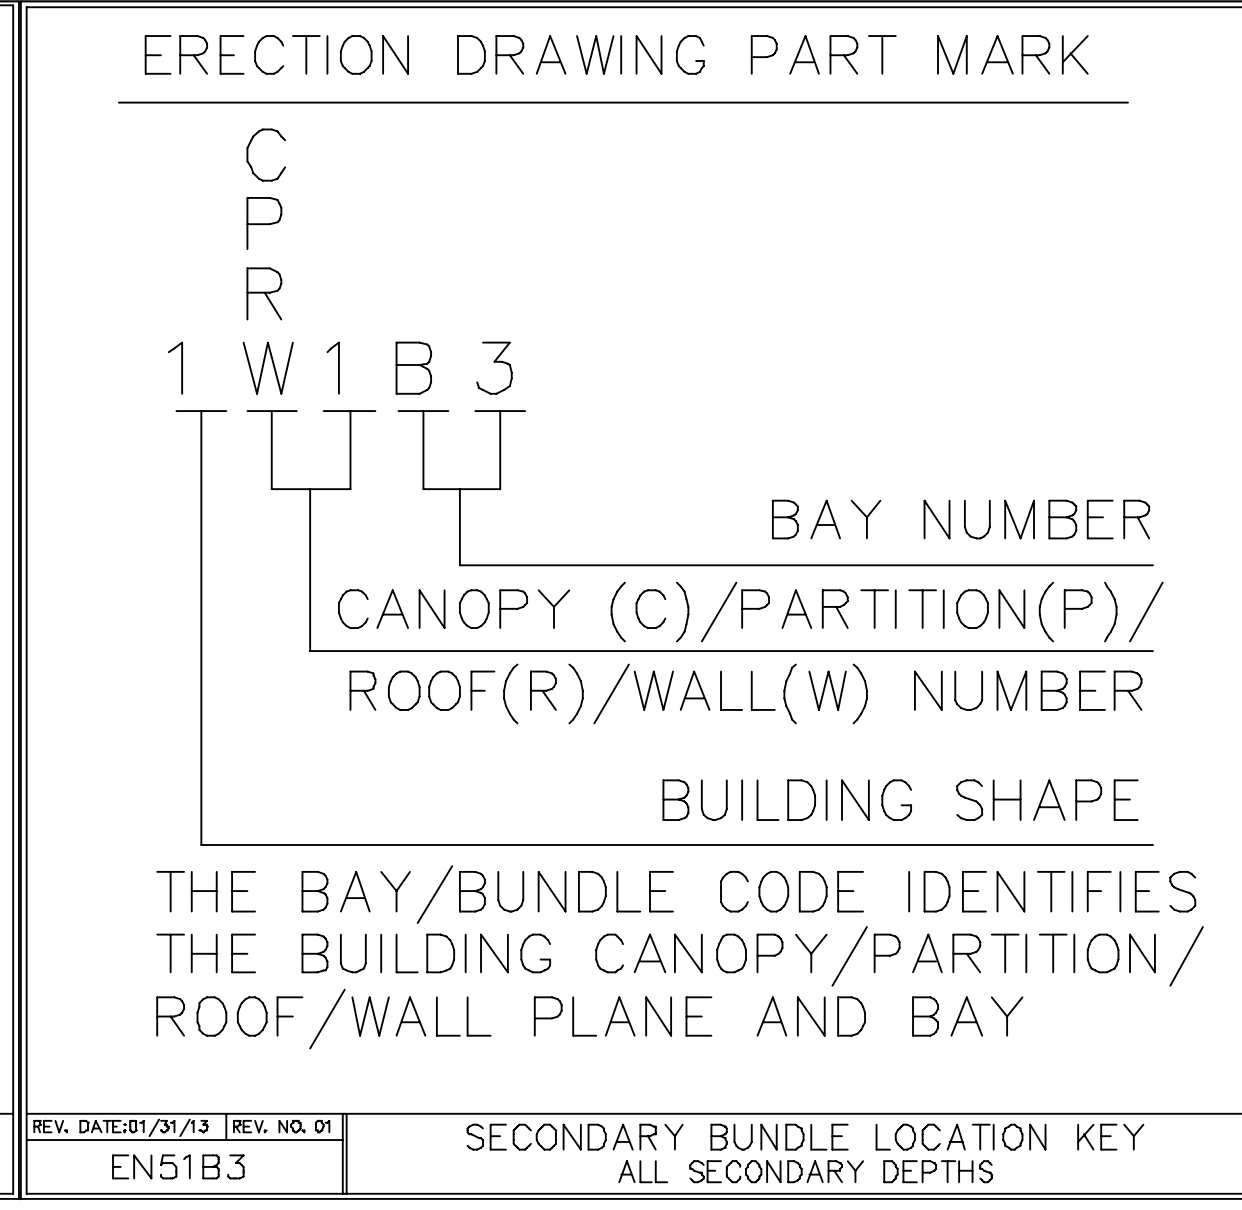 ERECTION DRAWING PART MARK
C
P
R
1 W 1 B 3
BAY NUMBER
CANOPY (C)/PARTITION(P)/
ROOF(R)/WALL(W) NUMBER
BUILDING SHAPE
THE BAY/BUNDLE CODE IDENTIFIES
THE BUILDING CANOPY/PARTITION/
ROOF/WALL PLANE AND BAY
REV. DATE:01/31/13 REV. NO. 01
EN51B3
SECONDARY BUNDLE LOCATION KEY
ALL SECONDARY DEPTHS